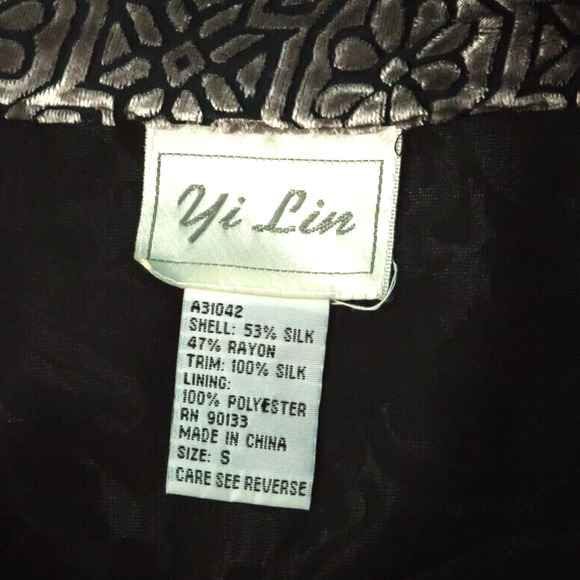 Yi Lin
A31042
SHELL: 53% SILK
47% RAYON
TRIM: 100% SILK
LINING:
100% POLYESTER
RN 90133
MADE IN CHINA
SIZE: S
CARE SEE REVERSE